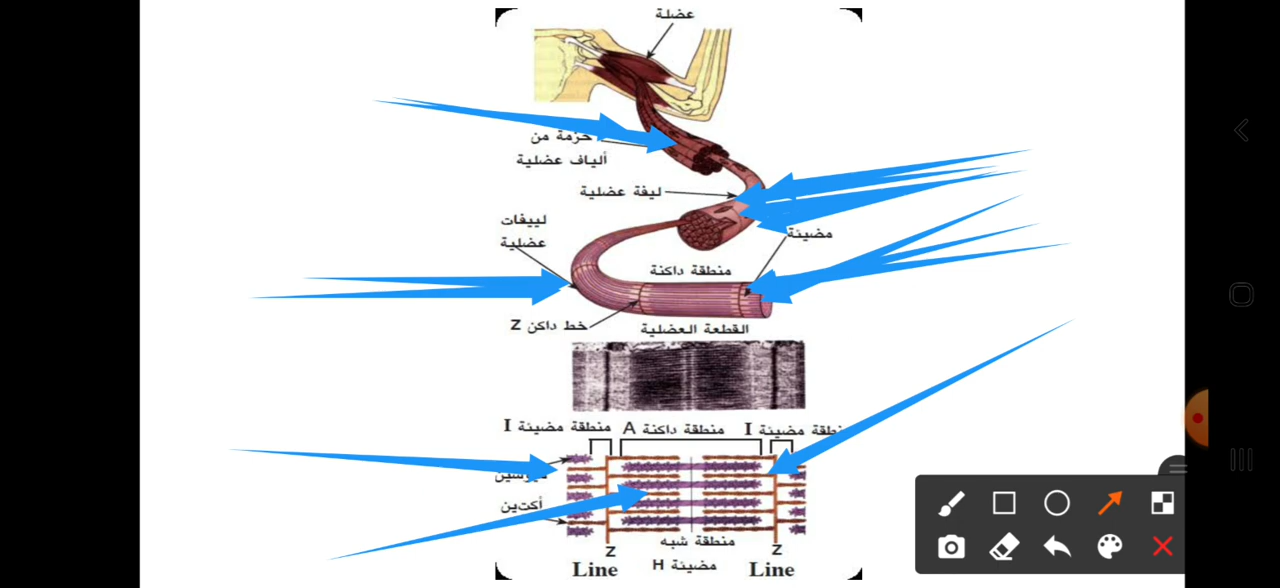 عضلة
حزمة من
ألياف عضلية
ليفة عضلية
لييفات
عضلية
مضيئة
منطقة داكنة
خط داكن Z
القطعة العضلية
منطقة مضيئة I
منطقة داكنة A
منطقة مضيئة I
أكتين
منطقة شبه
مضيئة H
Z
Line
Z
Line